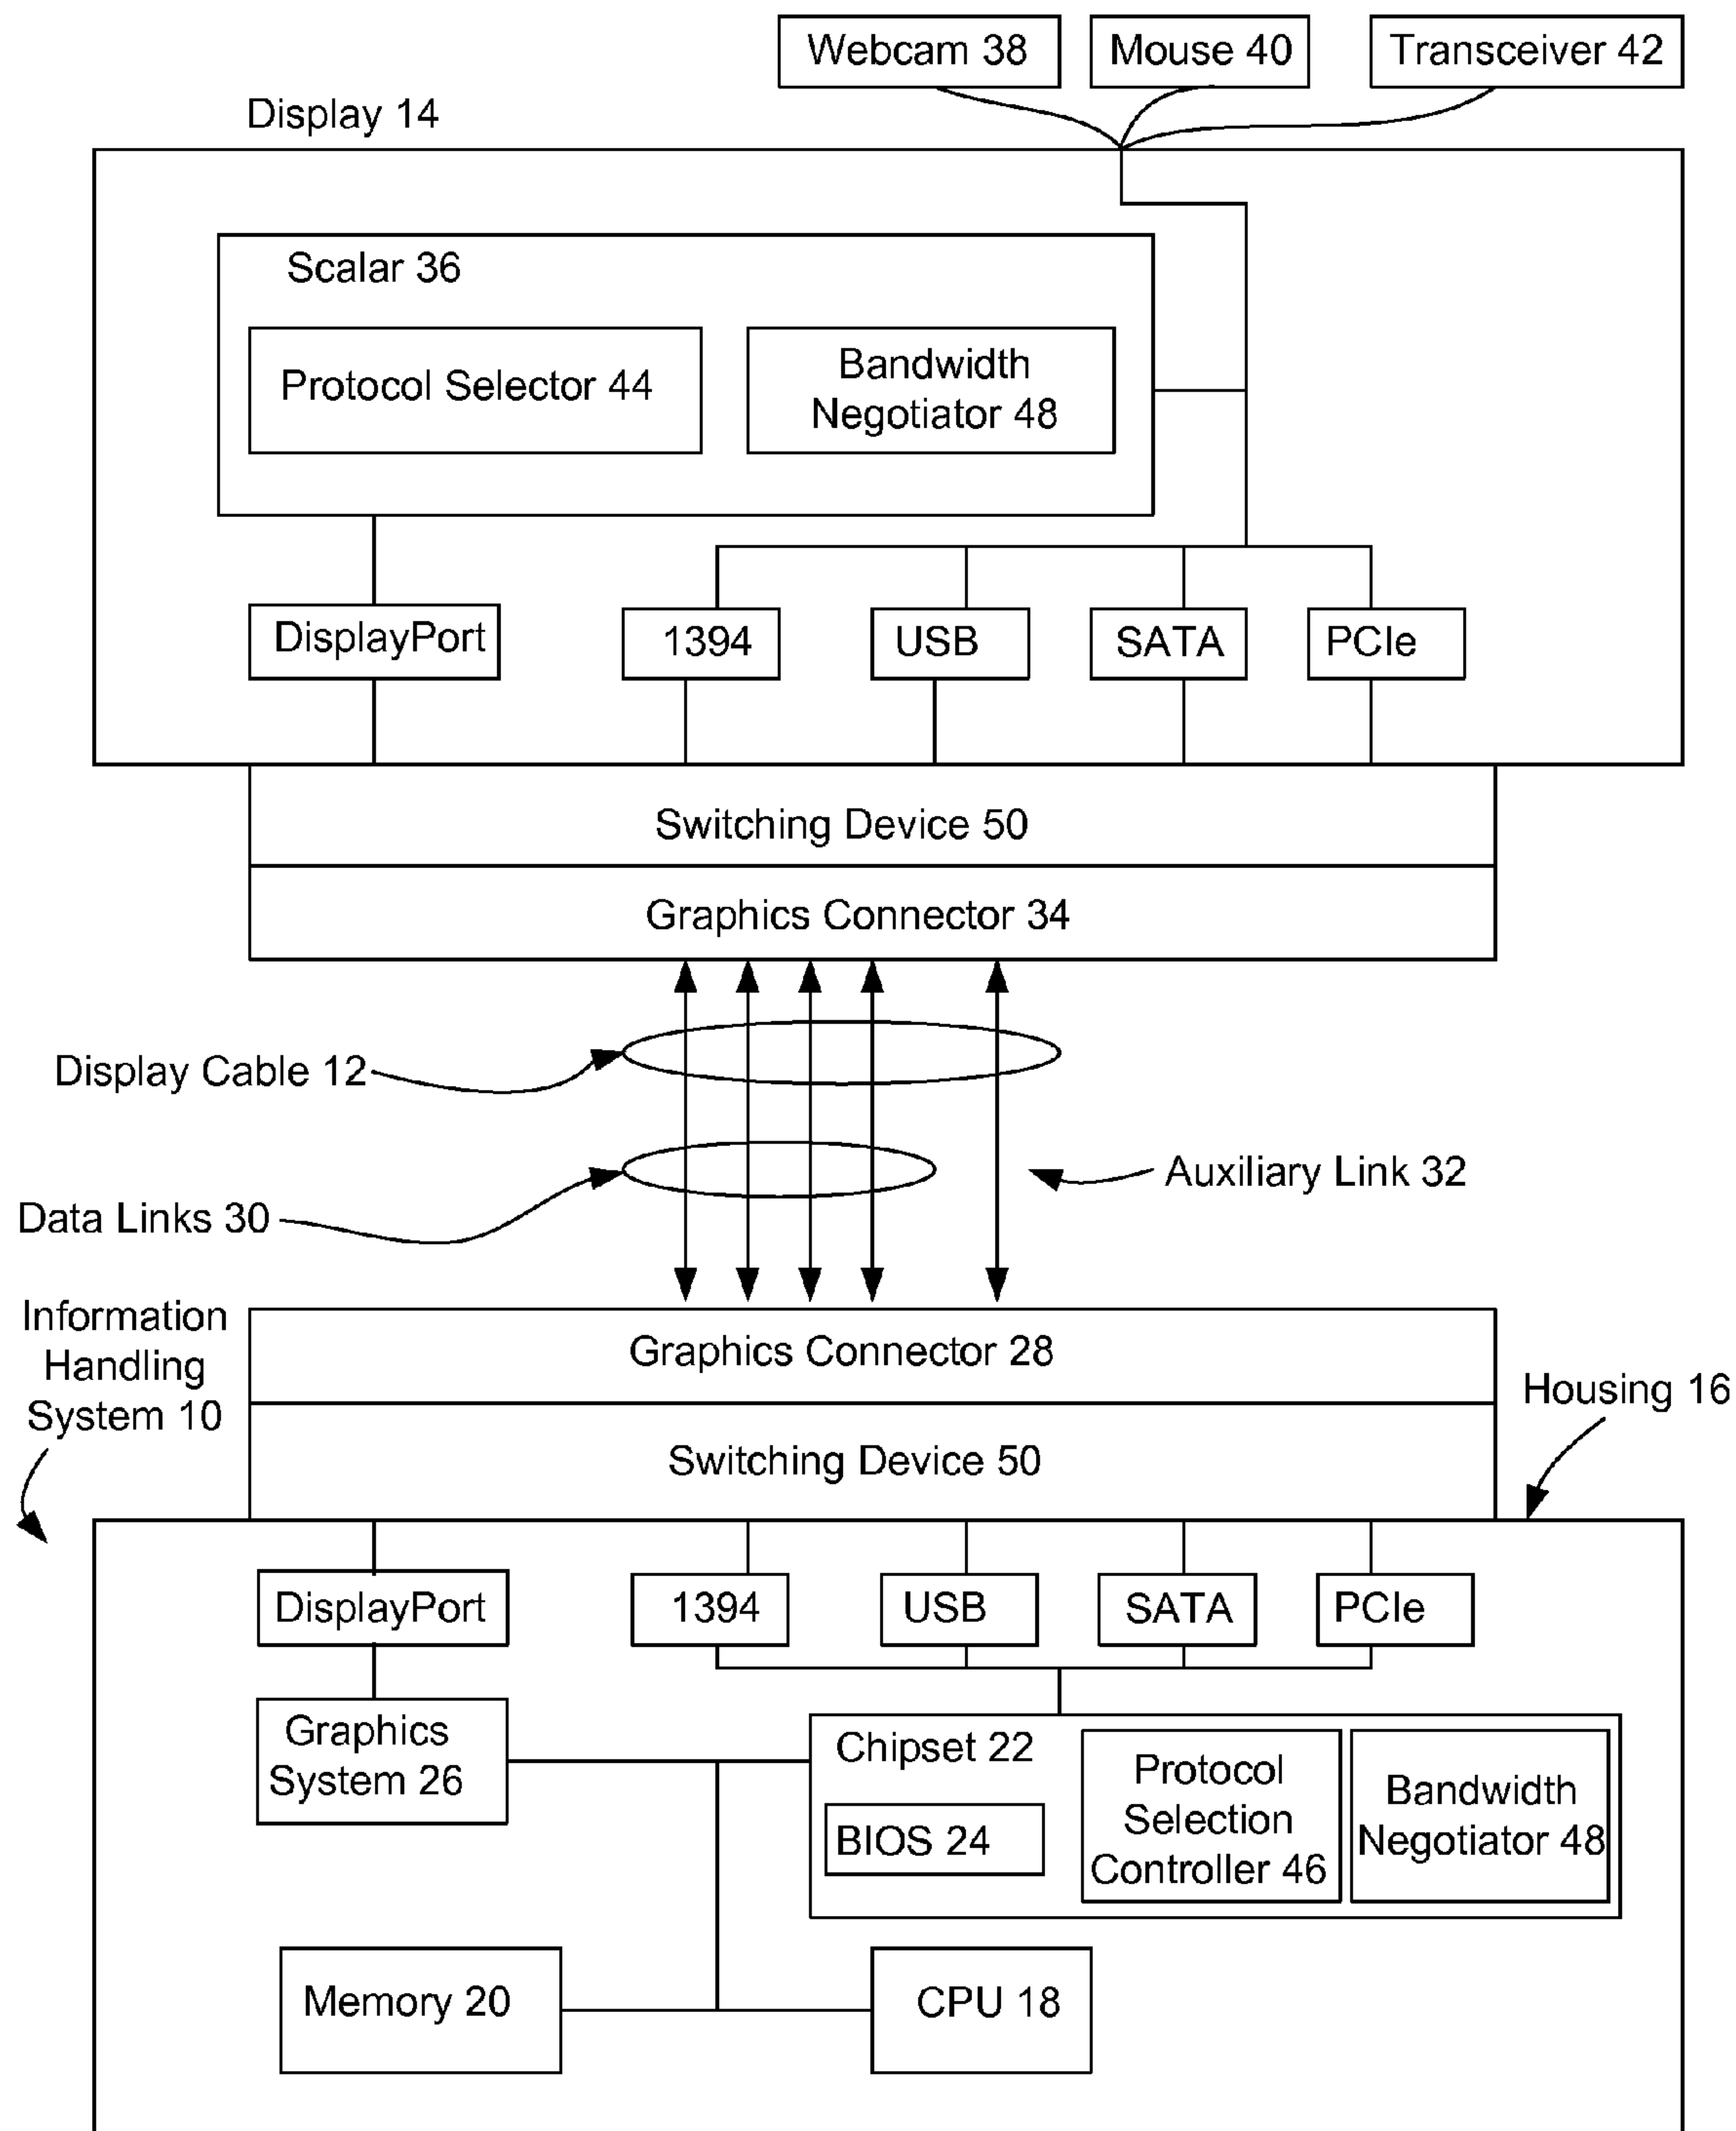 Webcam 38
Mouse 40
Transceiver 42
Display 14
Scalar 36
Protocol Selector 44
Bandwidth
Negotiator 48
DisplayPort
1394
USB
SATA
PCIe
Switching Device 50
Graphics Connector 34
Display Cable 12
Auxiliary Link 32
Data Links 30
Information
Handling
System 10
Graphics Connector 28
Housing 16
Switching Device 50
DisplayPort
1394
USB
SATA
PCIe
Graphics
System 26
Chipset 22
BIOS 24
Protocol
Selection
Controller 46
Bandwidth
Negotiator 48
Memory 20
CPU 18